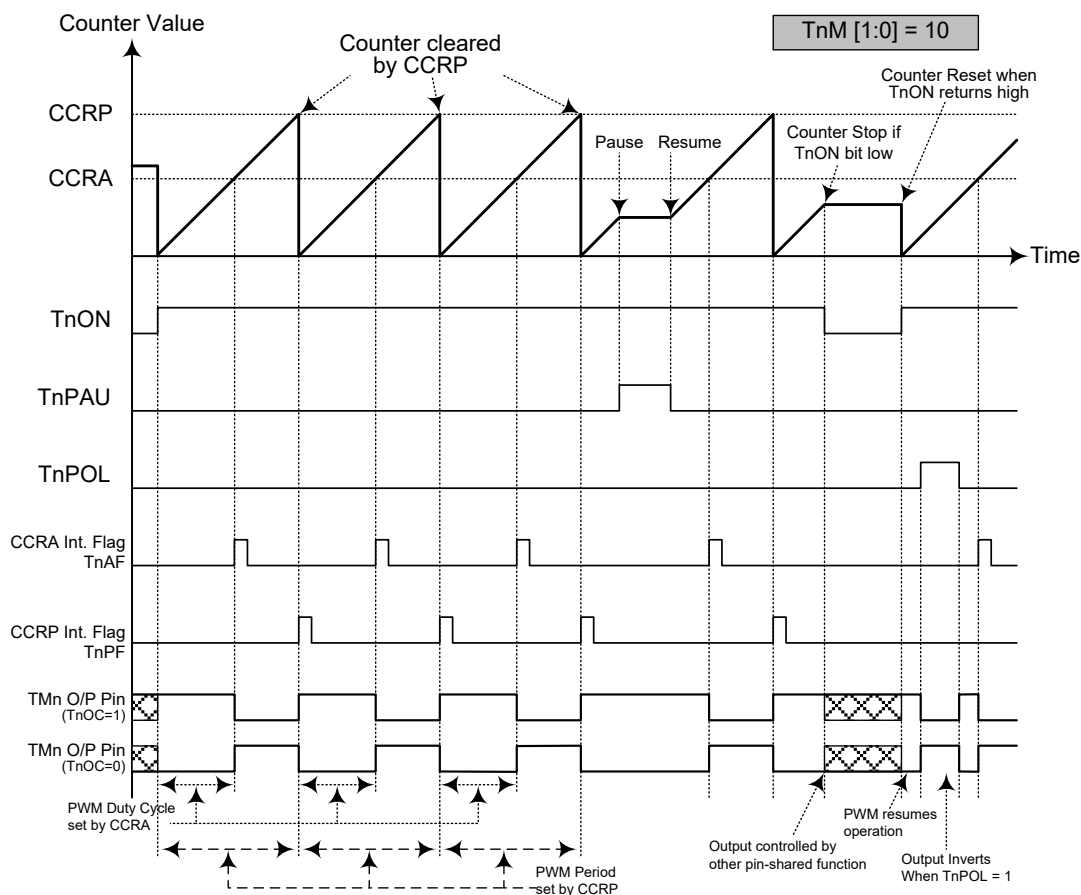 Counter Value
TnM [1:0] = 10
Counter cleared
by CCRP
Counter Reset when
TnON returns high
CCRP
Counter Stop if
TnON bit low
Pause
Resume
CCRA
Time
TnON
TnPAU
TnPOL
CCRA Int. Flag
TnAF
CCRP Int. Flag
TnPF
TMn O/P Pin
(TnOC=1)
TMn O/P Pin
(TnOC=0)
PWM Duty Cycle
set by CCRA
PWM resumes
operation
Output controlled by
other pin-shared function
Output Inverts
When TnPOL = 1
PWM Period
set by CCRP